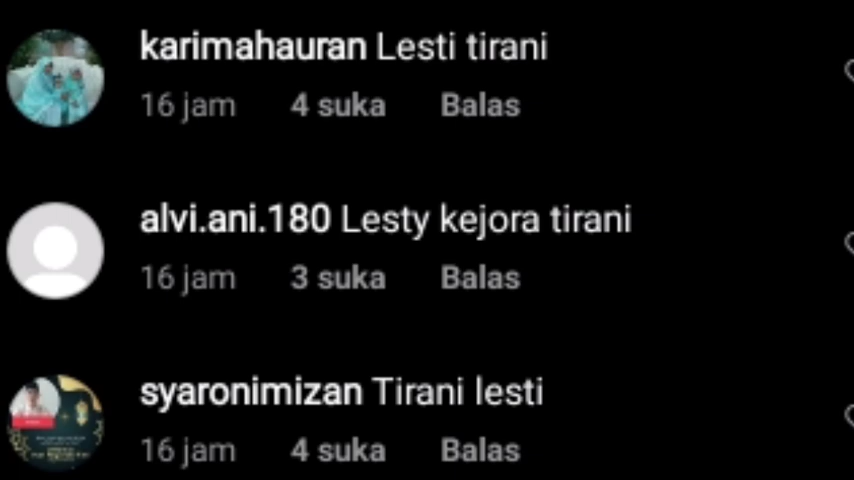 karimahauran Lesti tirani
16 jam 4 suka Balas
alvi.ani.180 Lesty kejora tirani
16 jam 3 suka Balas
syaronimizan Tirani lesti
16 jam 4 suka Balas